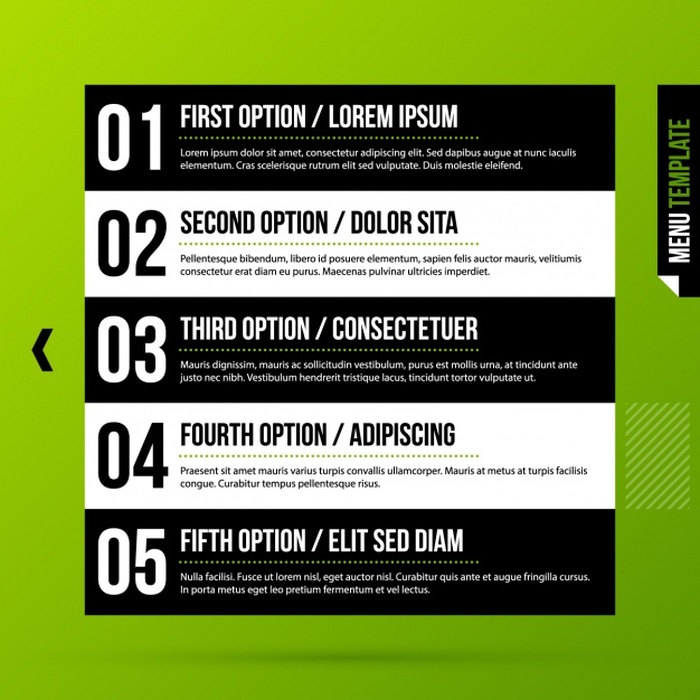 01
FIRST OPTION / LOREM IPSUM
Lorem ipsum dolor sit amet, consectetur adipiscing elit. Sed dapibus augue at nunc iaculis
elementum. Cras scelerisque rutrum elit sed vulputate. Duis molestie eleifend.
02
SECOND OPTION / DOLOR SITA
Pellentesque bibendum, libero id posuere elementum, sapien felis auctor mauris, velitiumis
consectetur erat diam eu purus. Maecenas pulvinar ultricies imperdiet.
03
THIRD OPTION / CONSECTETUER
Mauris dignissim, mauris ac sollicitudin vestibulum, purus est mollis urna, at tincidunt ante
justo nec nibh. Vestibulum hendrerit tristique lacus, tincidunt tortor vulputate ut.
04
FOURTH OPTION / ADIPISCING
Praesent sit amet mauris varius turpis convallis ullamcorper. Mauris at metus at turpis facilisis
congue. Curabitur tempus pellentesque risus.
05
FIFTH OPTION / ELIT SED DIAM
Nulla facilisi. Fusce ut lorem nisl, eget auctor nisl. Curabitur quis ante et augue fringilla cursus.
In porta metus eget leo pretium fermentum et vel lectus.
MENU TEMPLATE